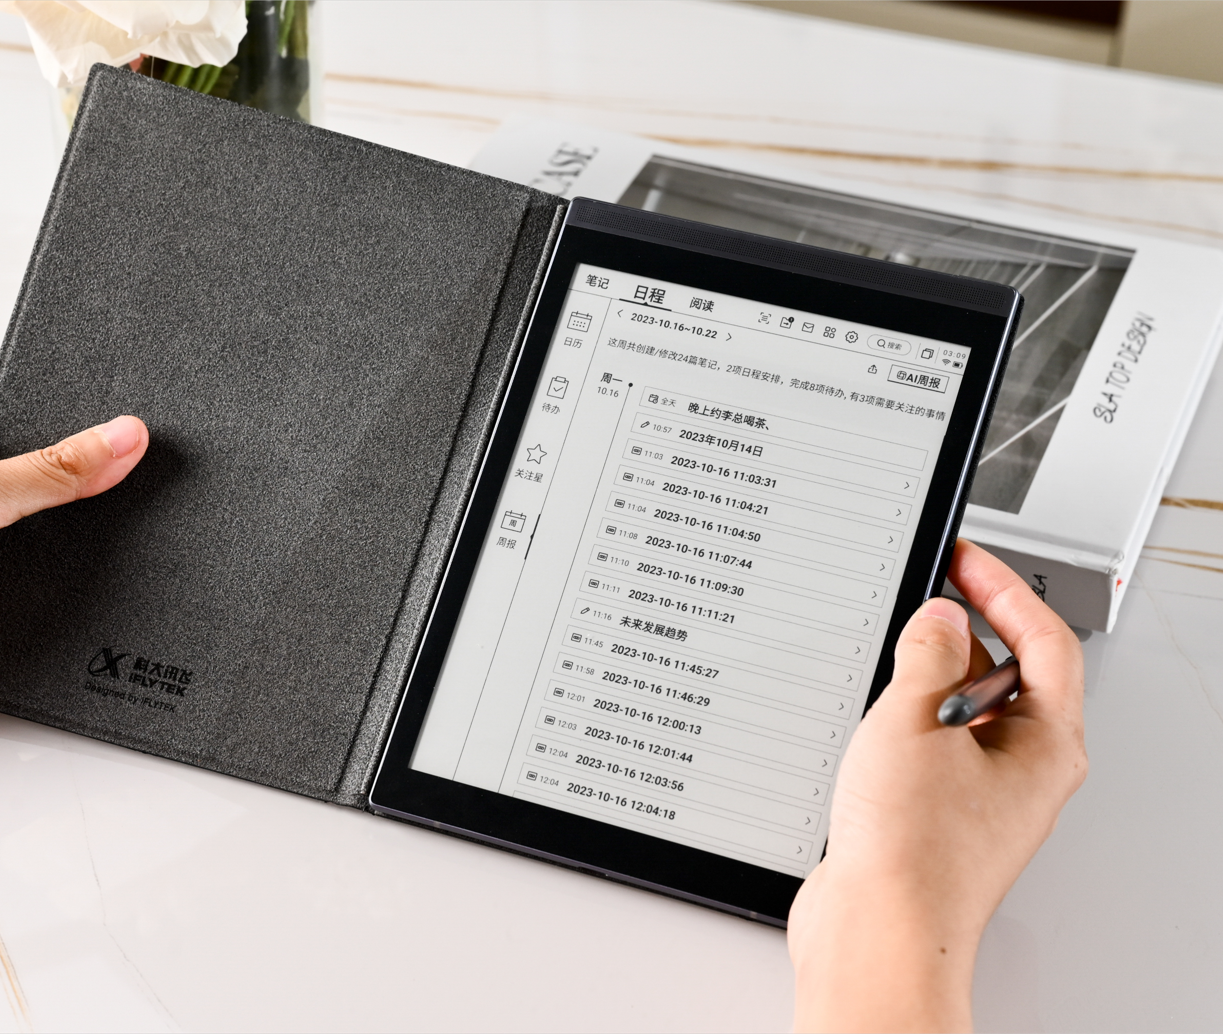 CASE
SLA TOP DESIGN
SLA
科大讯飞
iFLYTEK
Designed by iFLYTEK
笔记 日程 阅读
搜索
03:09
2023-10.16~10.22
AI周报
这周共创建/修改24篇笔记，2项日程安排，完成8项待办, 有3项需要关注的事情
日历
待办
关注星
周
周报
周一
10.16
全天 晚上约李总喝茶、
10:57 2023年10月14日
11:03 2023-10-16 11:03:31
11:04 2023-10-16 11:04:21
11:04 2023-10-16 11:04:50
11:08 2023-10-16 11:07:44
11:10 2023-10-16 11:09:30
11:11 2023-10-16 11:11:21
11:16 未来发展趋势
11:45 2023-10-16 11:45:27
11:58 2023-10-16 11:46:29
12:01 2023-10-16 12:00:13
12:03 2023-10-16 12:01:44
12:04 2023-10-16 12:03:56
12:04 2023-10-16 12:04:18